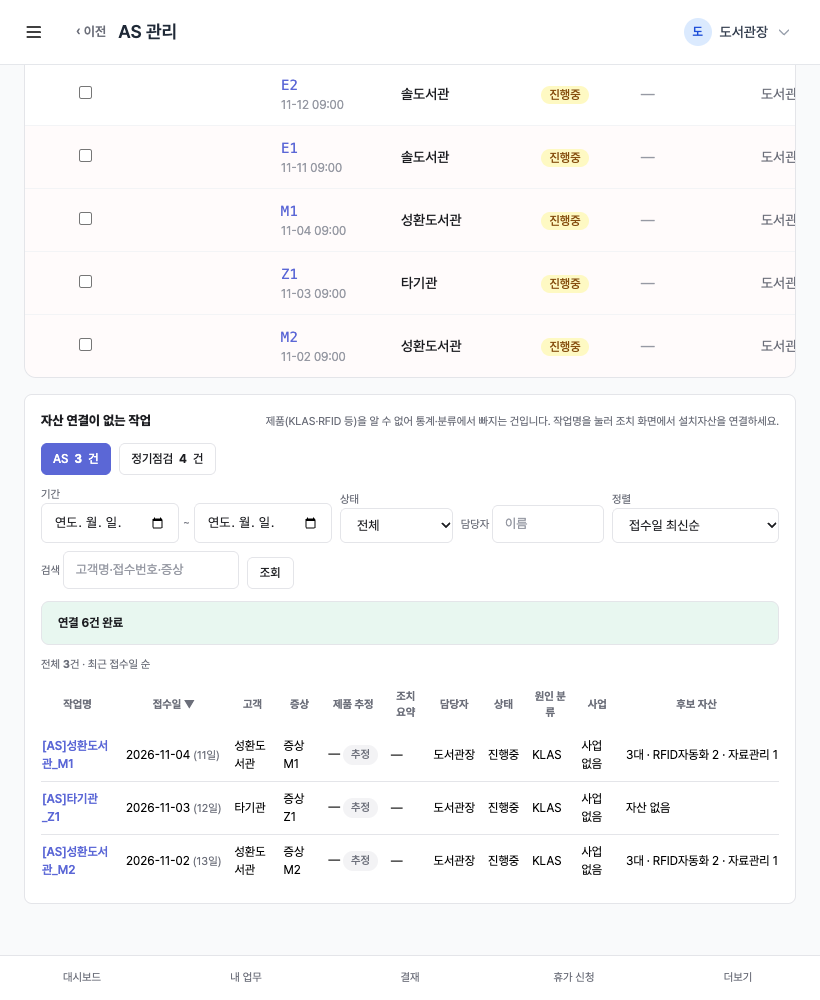 ‹ 이전 AS 관리 도 도서관장
E2 솔도서관 진행중 — 도서관
11-12 09:00
E1 솔도서관 진행중 — 도서관
11-11 09:00
M1 성환도서관 진행중 — 도서관
11-04 09:00
Z1 타기관 진행중 — 도서관
11-03 09:00
M2 성환도서관 진행중 — 도서관
11-02 09:00
자산 연결이 없는 작업 제품(KLAS·RFID 등)을 알 수 없어 통계·분류에서 빠지는 건입니다. 작업명을 눌러 조치 화면에서 설치자산을 연결하세요.
AS 3 건 정기점검 4 건
기간 상태 정렬
연도. 월. 일. ~ 연도. 월. 일. 전체 담당자 이름 접수일 최신순
검색 고객명·접수번호·증상 조회
연결 6건 완료
전체 3건 · 최근 접수일 순
작업명 접수일 ▼ 고객 증상 제품 추정 조치 요약 담당자 상태 원인 분류 사업 후보 자산
[AS]성환도서관_M1 2026-11-04 (11일) 성환도서관 증상 M1 — 추정 — 도서관장 진행중 KLAS 사업 없음 3대 · RFID자동화 2 · 자료관리 1
[AS]타기관_Z1 2026-11-03 (12일) 타기관 증상 Z1 — 추정 — 도서관장 진행중 KLAS 사업 없음 자산 없음
[AS]성환도서관_M2 2026-11-02 (13일) 성환도서관 증상 M2 — 추정 — 도서관장 진행중 KLAS 사업 없음 3대 · RFID자동화 2 · 자료관리 1
대시보드 내 업무 결재 휴가 신청 더보기